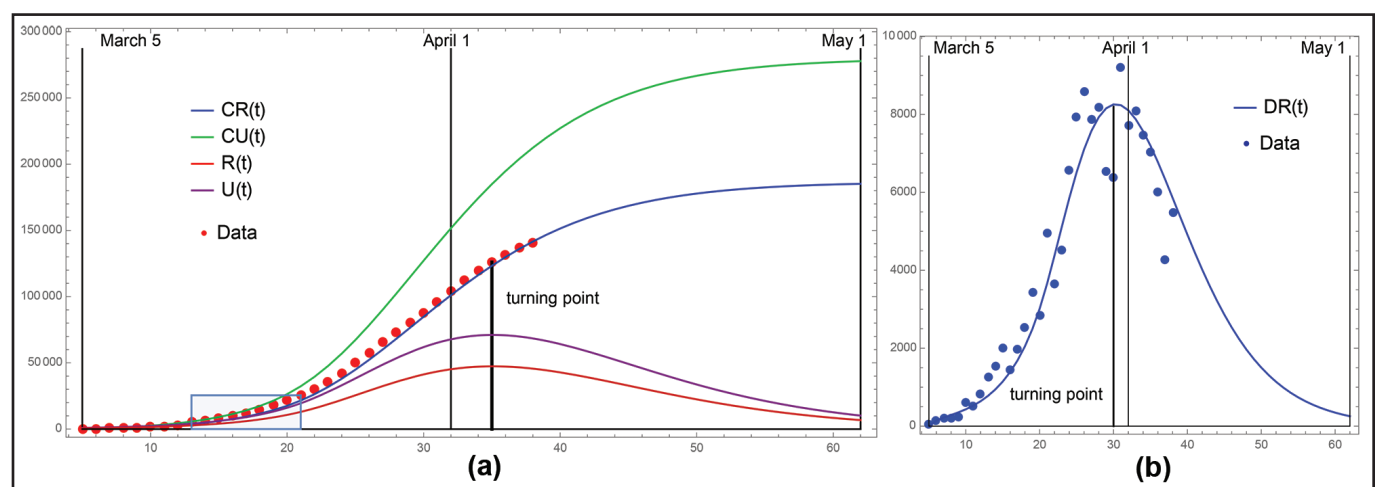 March 5
April 1
May 1
300000
250000
200000
150000
100000
50000
0
CR(t)
CU(t)
R(t)
U(t)
Data
turning point
10
20
30
40
50
60
(a)
March 5
April 1
May 1
10000
8000
6000
4000
2000
0
DR(t)
Data
turning point
10
20
30
40
50
60
(b)